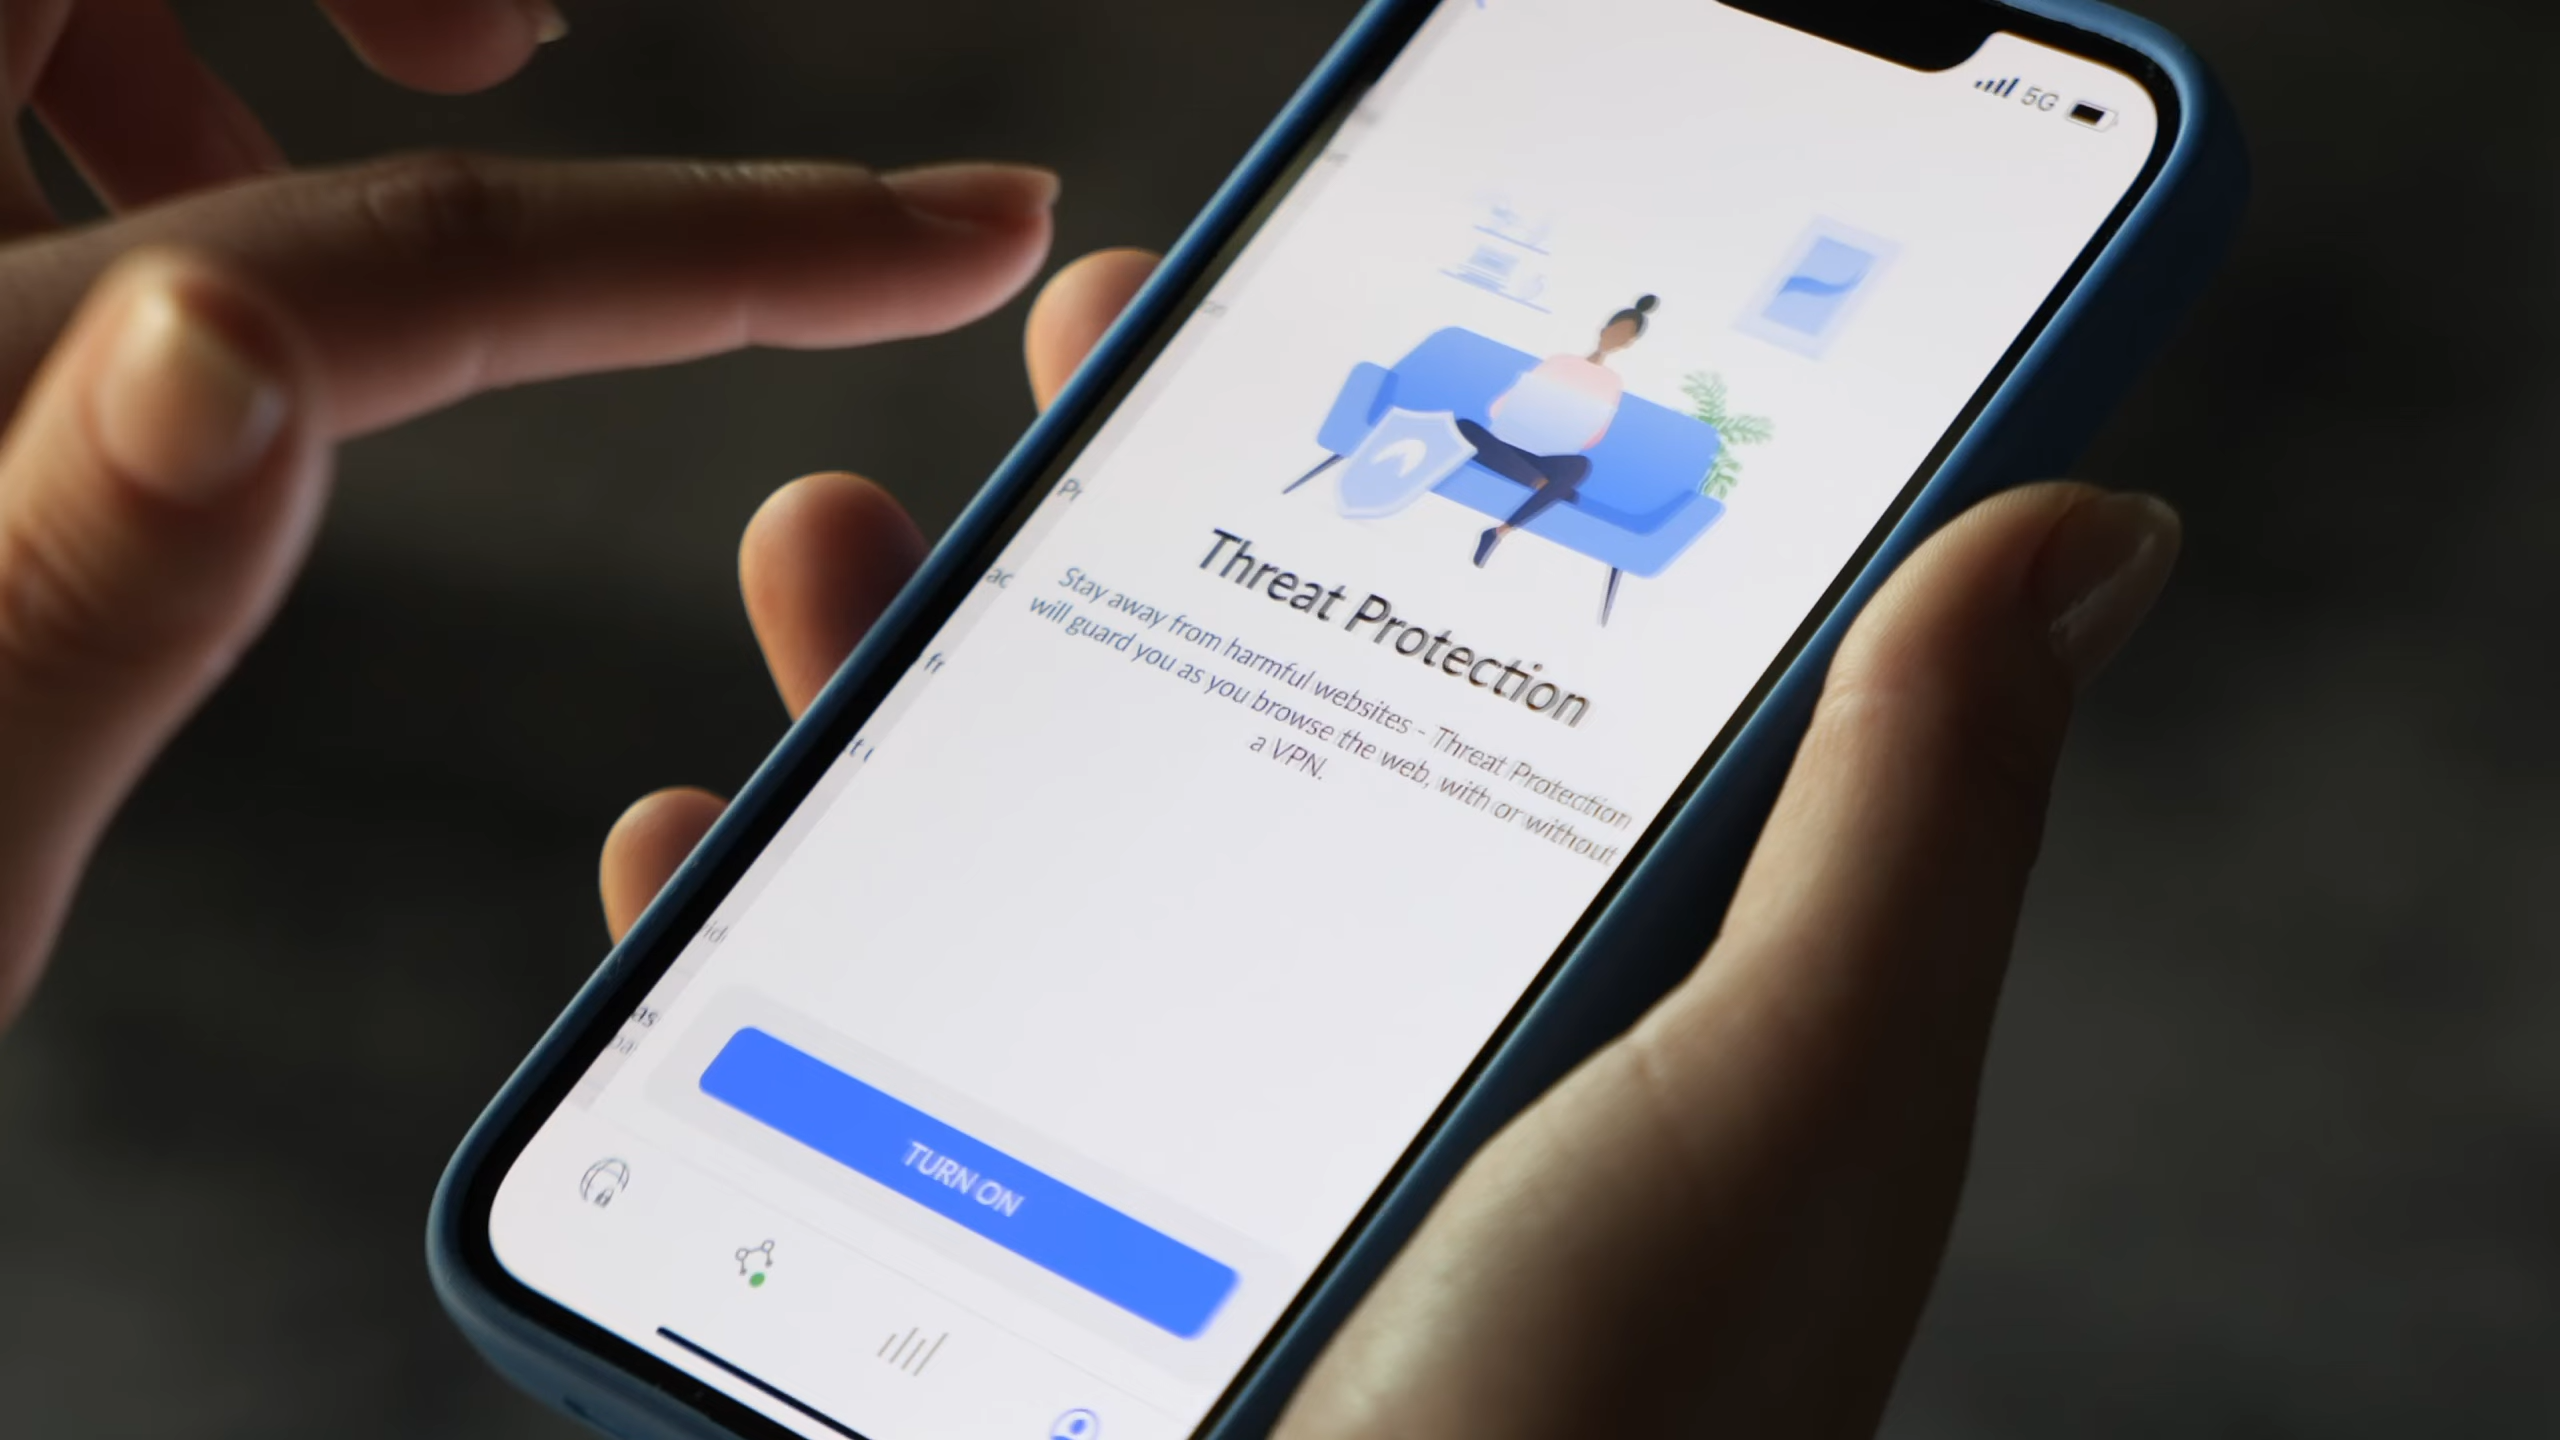 5G
Threat Protection
Stay away from harmful websites - Threat Protection
will guard you as you browse the web, with or without
a VPN.
TURN ON